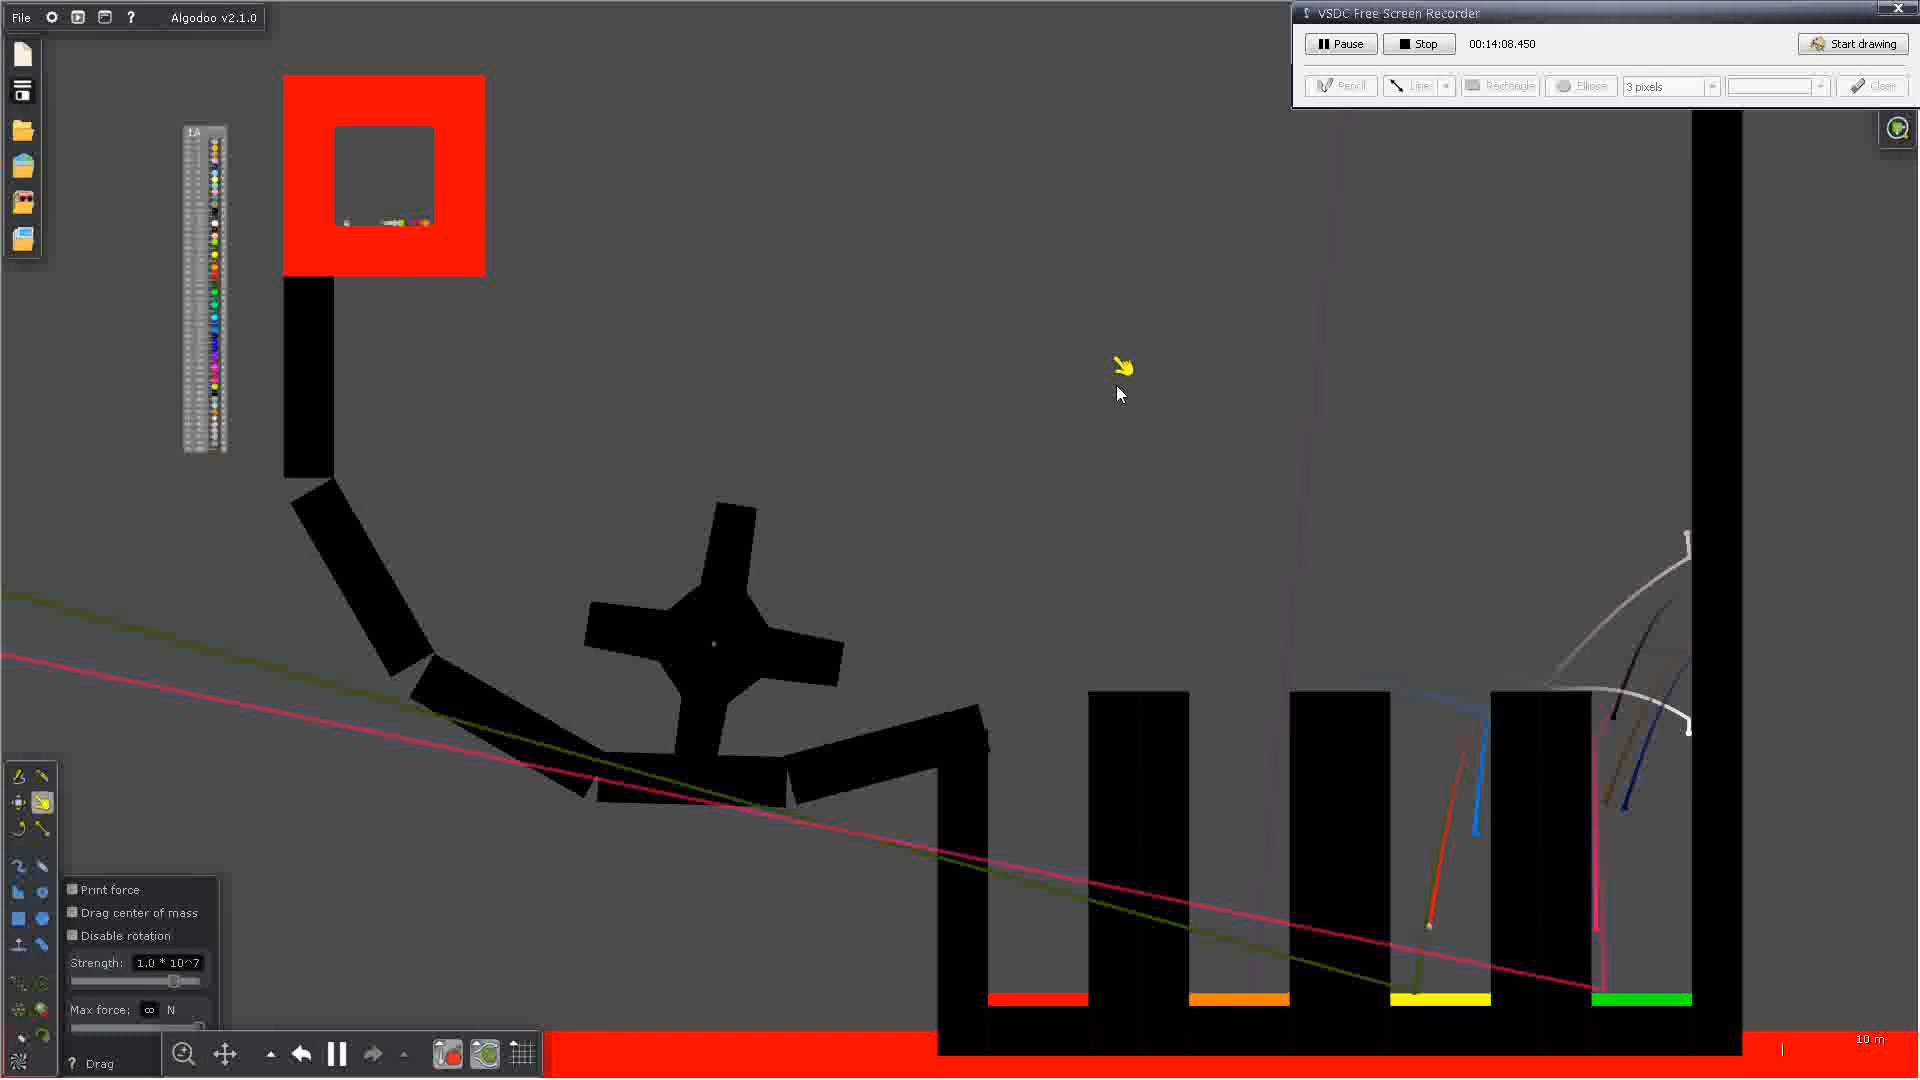 File ? Algodoo v2.1.0
VSDC Free Screen Recorder
Pause Stop 00:14:08.450 Start drawing
Pencil Line Rectangle Ellipse 3 pixels Clean
1A
Print force
Drag center of mass
Disable rotation
Strength: 1.0 * 10^7
Max force: ∞ N
? Drag
10 m